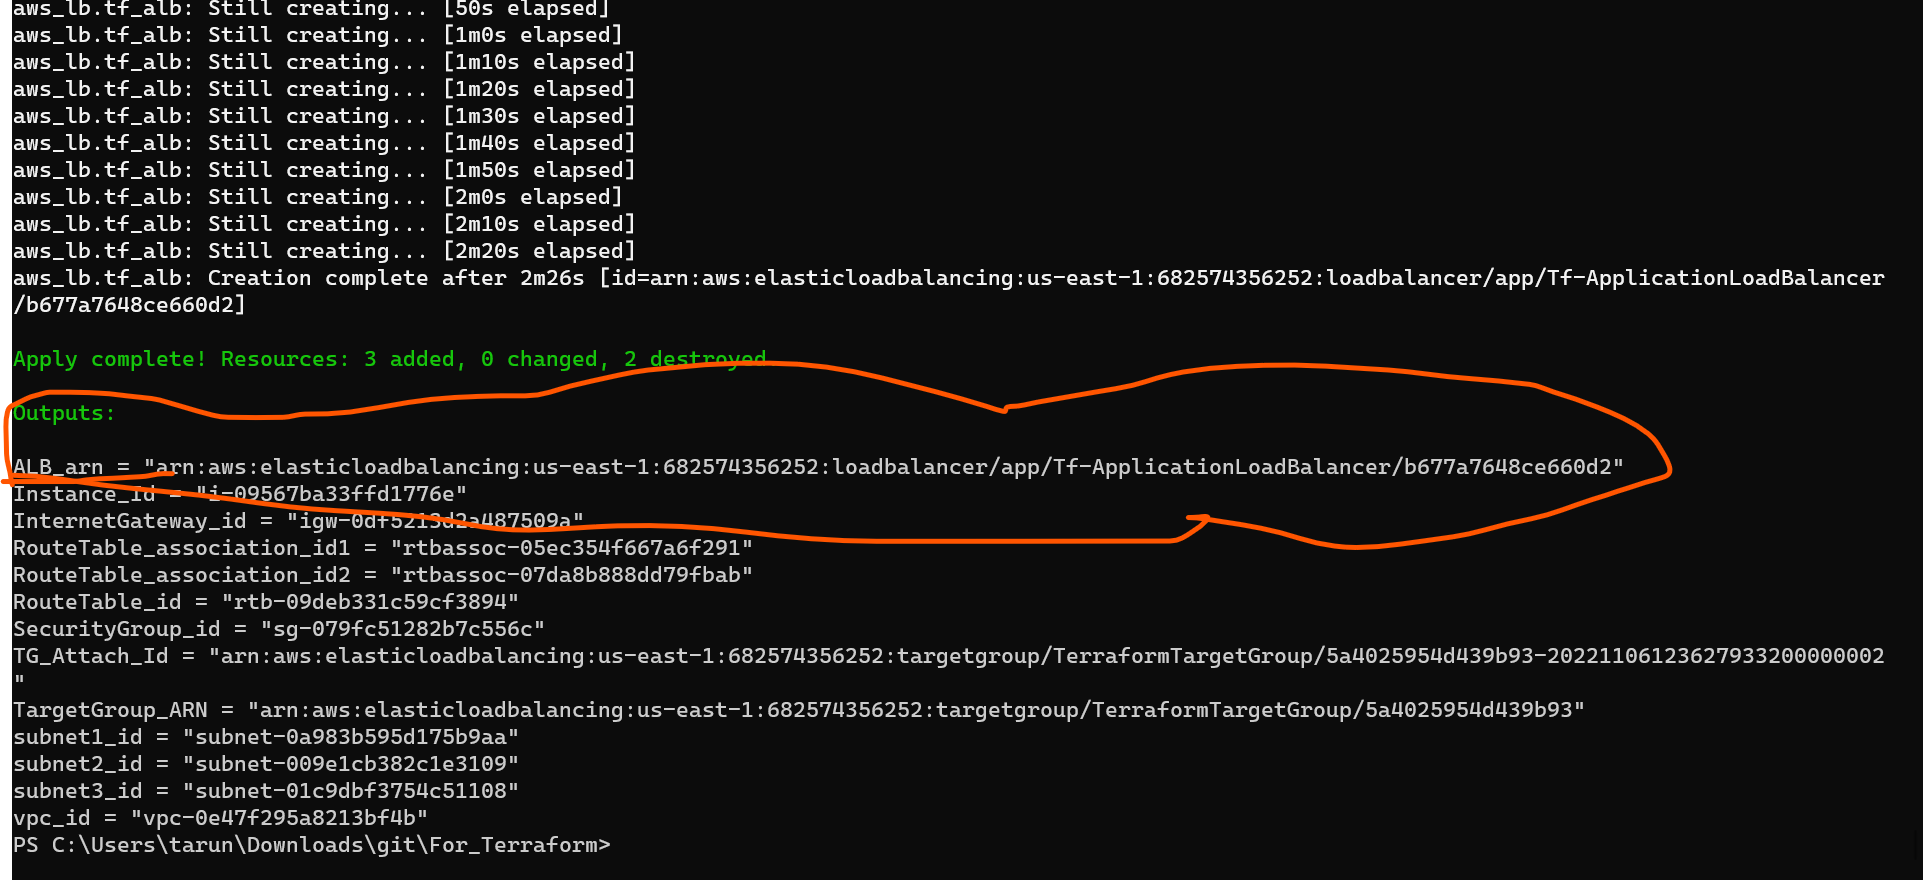 aws_lb.tf_alb: Still creating... [50s elapsed]
aws_lb.tf_alb: Still creating... [1m0s elapsed]
aws_lb.tf_alb: Still creating... [1m10s elapsed]
aws_lb.tf_alb: Still creating... [1m20s elapsed]
aws_lb.tf_alb: Still creating... [1m30s elapsed]
aws_lb.tf_alb: Still creating... [1m40s elapsed]
aws_lb.tf_alb: Still creating... [1m50s elapsed]
aws_lb.tf_alb: Still creating... [2m0s elapsed]
aws_lb.tf_alb: Still creating... [2m10s elapsed]
aws_lb.tf_alb: Still creating... [2m20s elapsed]
aws_lb.tf_alb: Creation complete after 2m26s [id=arn:aws:elasticloadbalancing:us-east-1:682574356252:loadbalancer/app/Tf-ApplicationLoadBalancer
/b677a7648ce660d2]
Apply complete! Resources: 3 added, 0 changed, 2 destroyed.
Outputs:
ALB_arn = "arn:aws:elasticloadbalancing:us-east-1:682574356252:loadbalancer/app/Tf-ApplicationLoadBalancer/b677a7648ce660d2"
Instance_Id = "i-09567ba33ffd1776e"
InternetGateway_id = "igw-0df5213d2a487509a"
RouteTable_association_id1 = "rtbassoc-05ec354f667a6f291"
RouteTable_association_id2 = "rtbassoc-07da8b888dd79fbab"
RouteTable_id = "rtb-09deb331c59cf3894"
SecurityGroup_id = "sg-079fc51282b7c556c"
TG_Attach_Id = "arn:aws:elasticloadbalancing:us-east-1:682574356252:targetgroup/TerraformTargetGroup/5a4025954d439b93-20221106123627933200000002
"
TargetGroup_ARN = "arn:aws:elasticloadbalancing:us-east-1:682574356252:targetgroup/TerraformTargetGroup/5a4025954d439b93"
subnet1_id = "subnet-0a983b595d175b9aa"
subnet2_id = "subnet-009e1cb382c1e3109"
subnet3_id = "subnet-01c9dbf3754c51108"
vpc_id = "vpc-0e47f295a8213bf4b"
PS C:\Users\tarun\Downloads\git\For_Terraform>